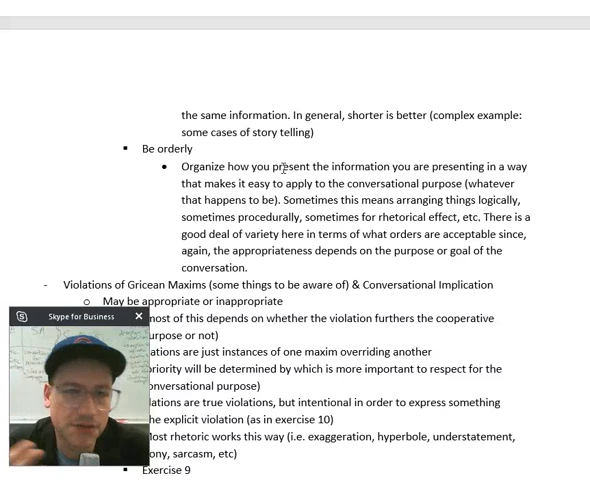 the same information. In general, shorter is better (complex example:
some cases of story telling)
▪ Be orderly
• Organize how you present the information you are presenting in a way
that makes it easy to apply to the conversational purpose (whatever
that happens to be). Sometimes this means arranging things logically,
sometimes procedurally, sometimes for rhetorical effect, etc. There is a
good deal of variety here in terms of what orders are acceptable since,
again, the appropriateness depends on the purpose or goal of the
conversation.
- Violations of Gricean Maxims (some things to be aware of) & Conversational Implication
o May be appropriate or inappropriate
Skype for Business
most of this depends on whether the violation furthers the cooperative
urpose or not)
ations are just instances of one maxim overriding another
priority will be determined by which is more important to respect for the
onversational purpose)
lations are true violations, but intentional in order to express something
he explicit violation (as in exercise 10)
Most rhetoric works this way (i.e. exaggeration, hyperbole, understatement,
ony, sarcasm, etc)
▪ Exercise 9